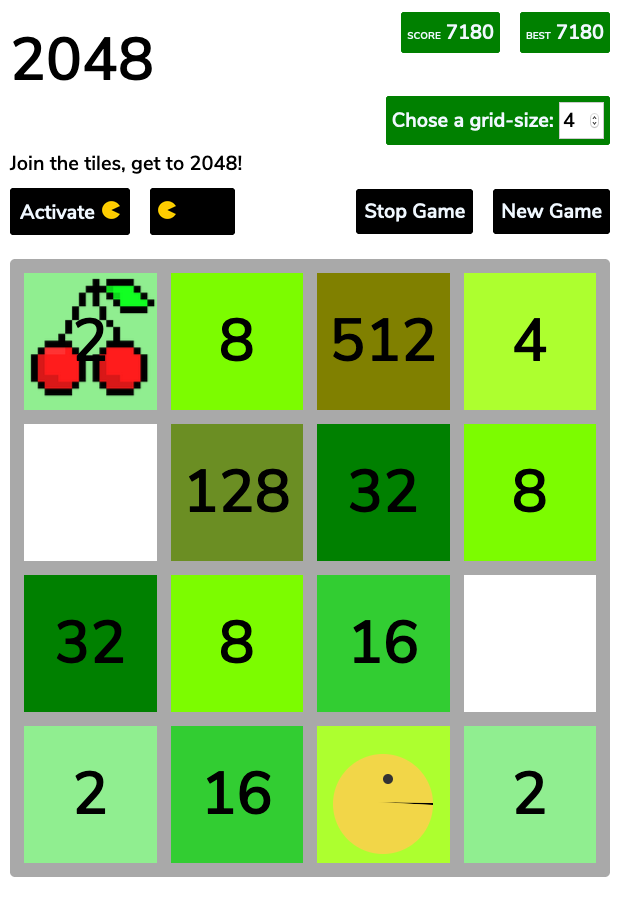 2048
SCORE 7180
BEST 7180
Chose a grid-size: 4
Join the tiles, get to 2048!
Activate
Stop Game
New Game
2 8 512 4
128 32 8
32 8 16
2 16 2